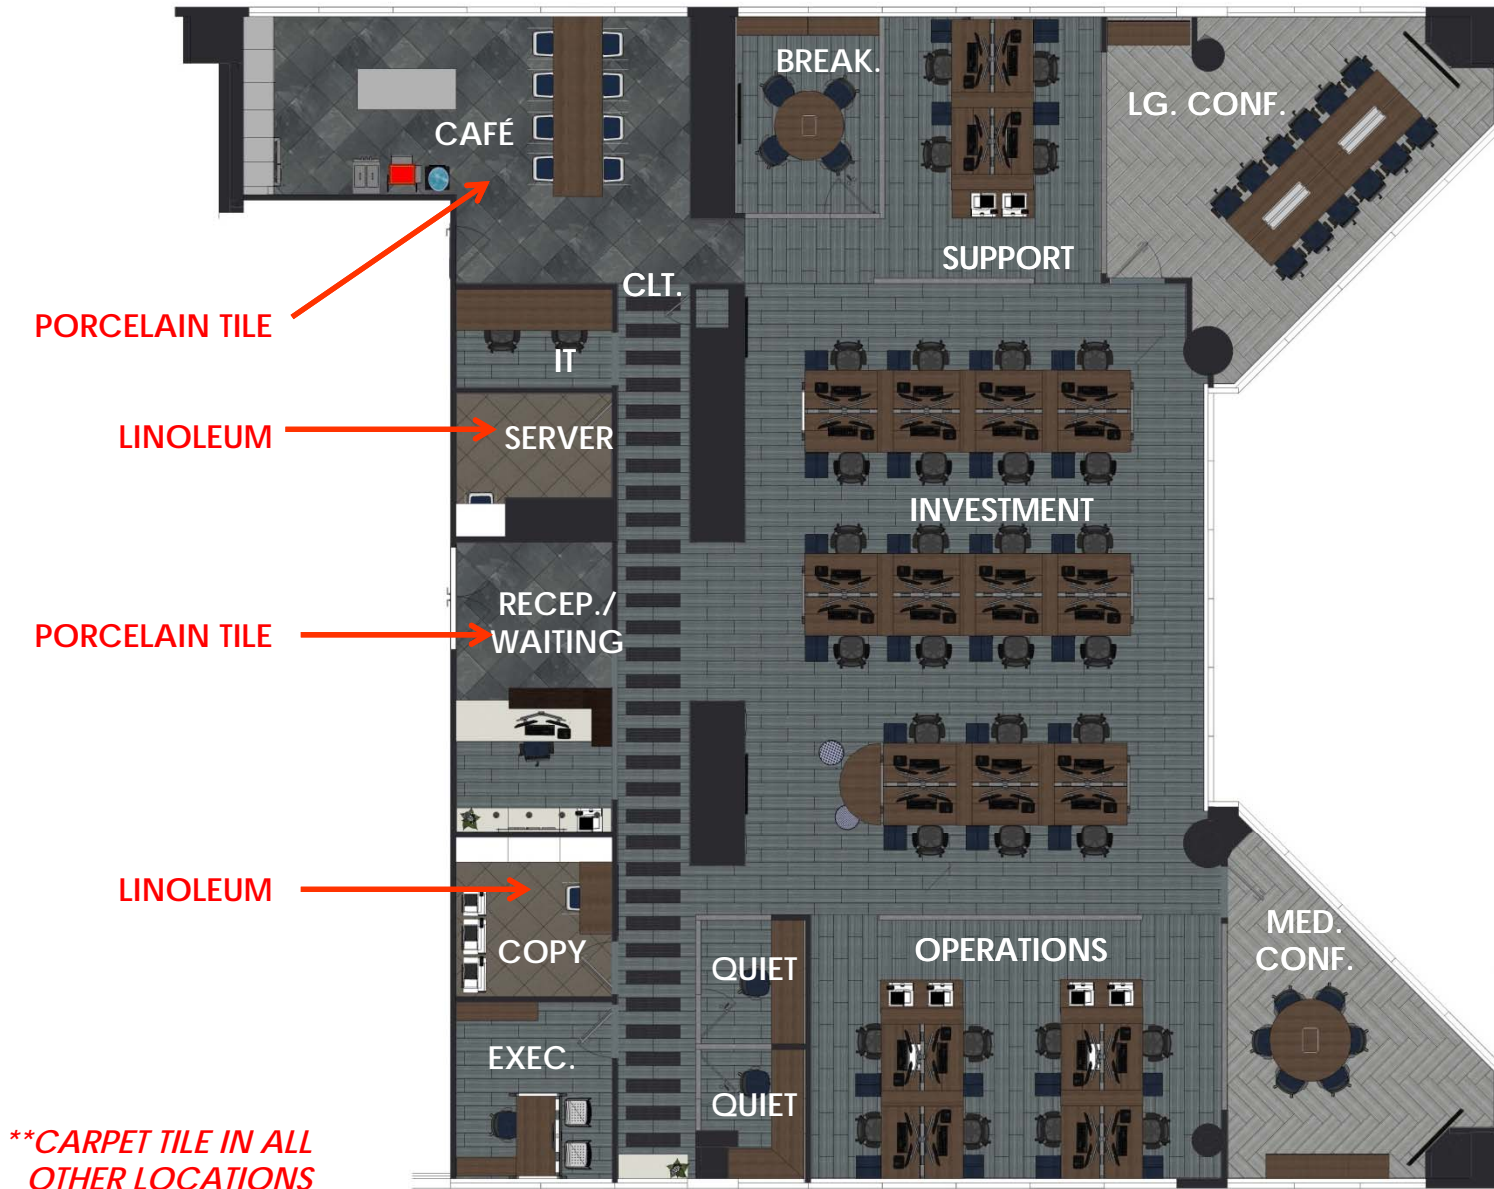 BREAK.
LG. CONF.
CAFÉ
SUPPORT
CLT.
PORCELAIN TILE
IT
LINOLEUM
SERVER
INVESTMENT
RECEP./
WAITING
PORCELAIN TILE
LINOLEUM
COPY
MED.
CONF.
OPERATIONS
QUIET
EXEC.
QUIET
**CARPET TILE IN ALL
OTHER LOCATIONS